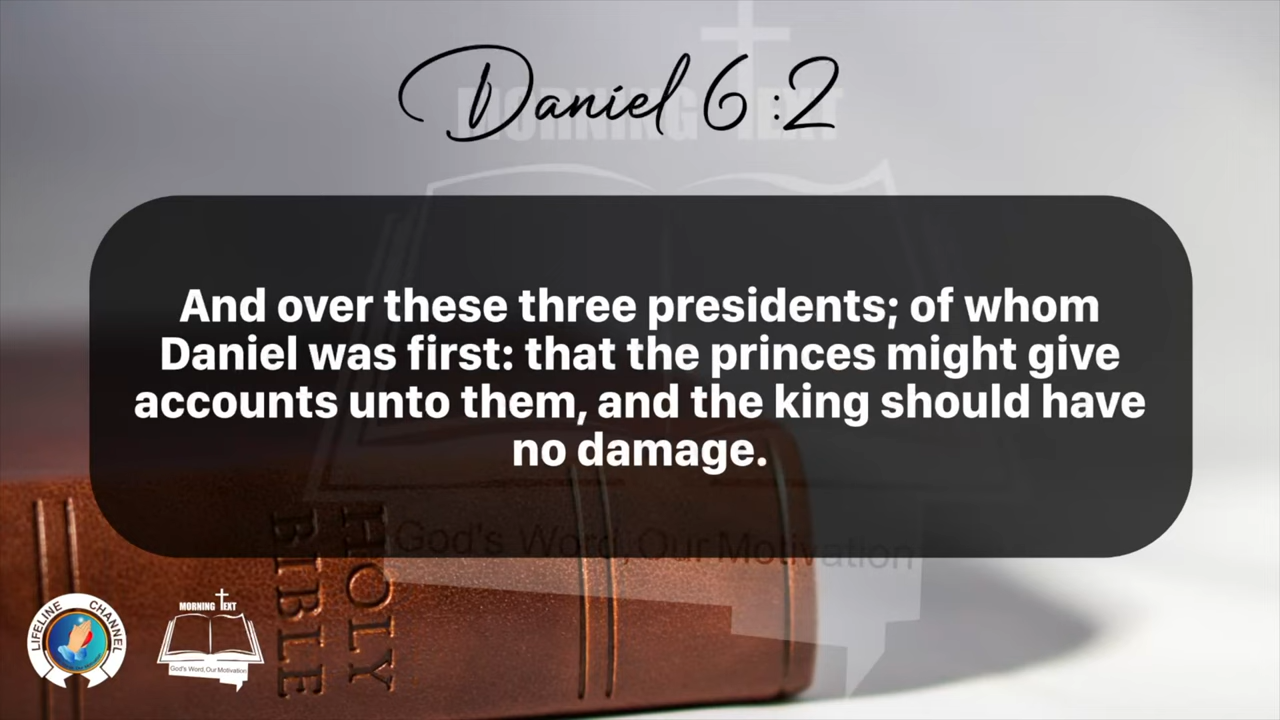 Daniel 6:2
MORNING TEXT
And over these three presidents; of whom
Daniel was first: that the princes might give
accounts unto them, and the king should have
no damage.
God's Word, Our Motivation
HOLY
BIBLE
LIFELINE CHANNEL
MORNING TEXT
God's Word, Our Motivation